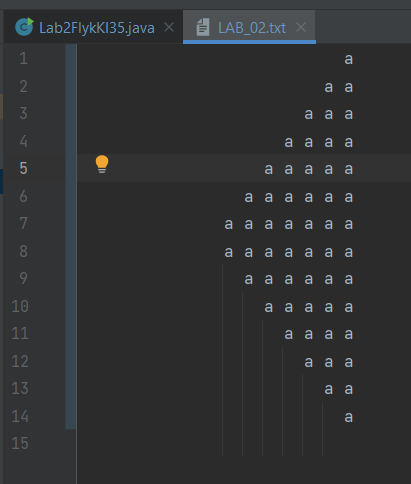 Lab2FlykKI35.java LAB_02.txt
1 a
2 a a
3 a a a
4 a a a a
5 a a a a a
6 a a a a a a
7 a a a a a a a
8 a a a a a a a
9 a a a a a a
10 a a a a a
11 a a a a
12 a a a
13 a a
14 a
15